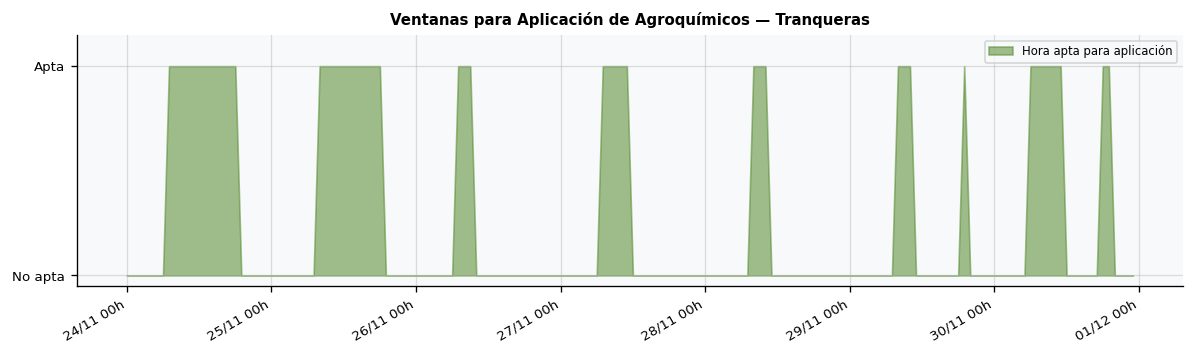 Ventanas para Aplicación de Agroquímicos — Tranqueras
Hora apta para aplicación
Apta
No apta
24/11 00h
25/11 00h
26/11 00h
27/11 00h
28/11 00h
29/11 00h
30/11 00h
01/12 00h